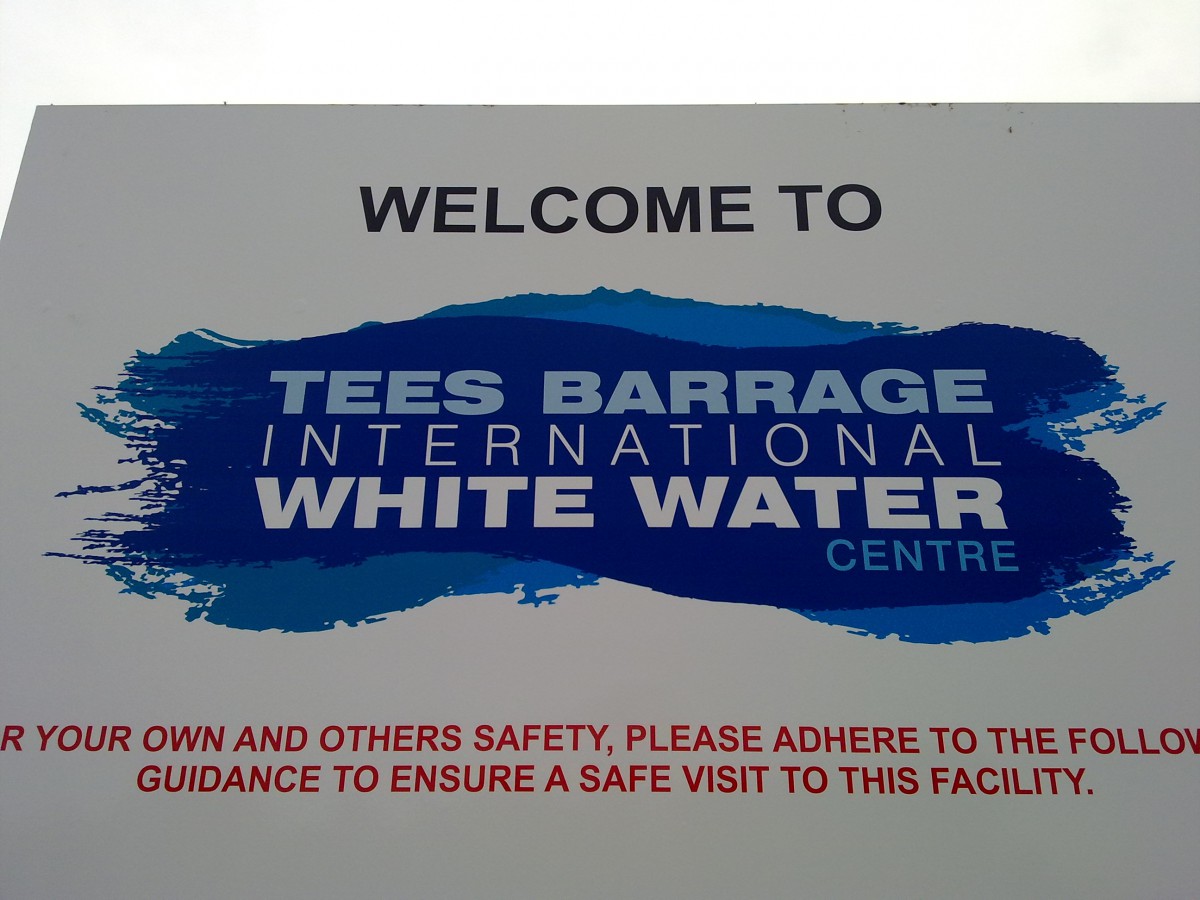 WELCOME TO
TEES BARRAGE
INTERNATIONAL
WHITE WATER
CENTRE
R YOUR OWN AND OTHERS SAFETY, PLEASE ADHERE TO THE FOLLOW
GUIDANCE TO ENSURE A SAFE VISIT TO THIS FACILITY.